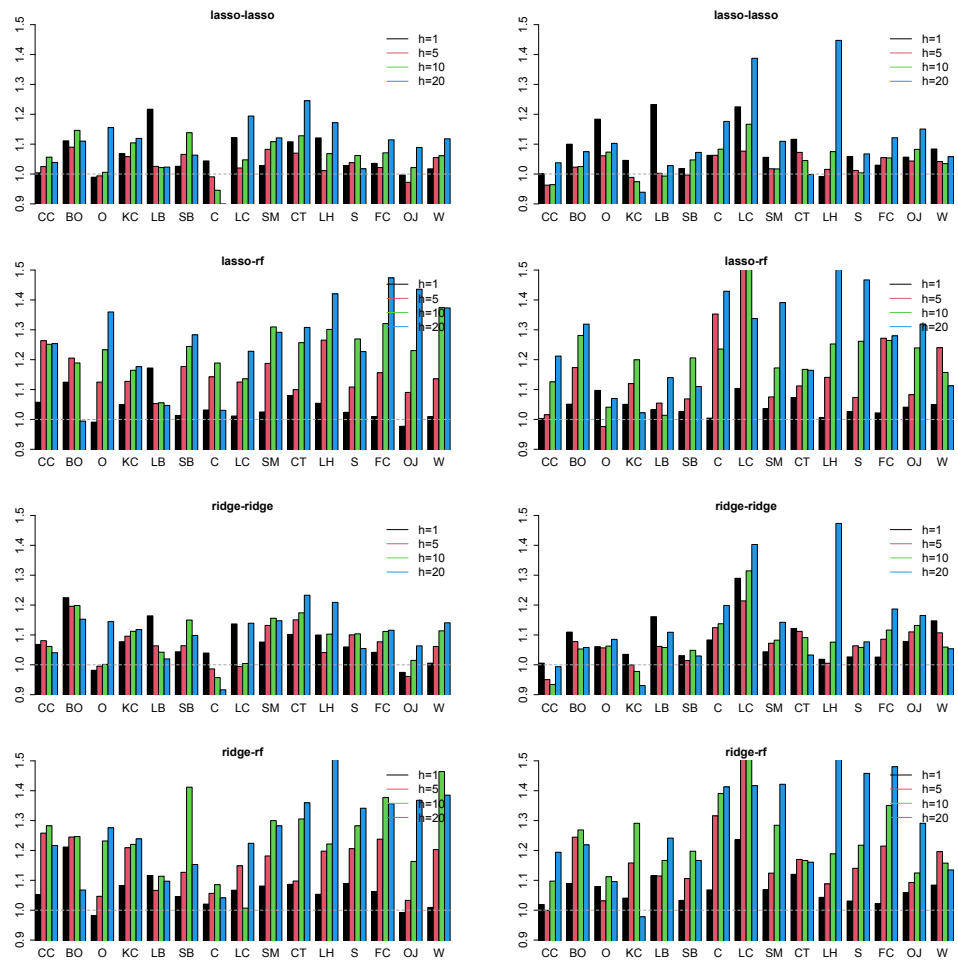 lasso-lasso
h=1
h=5
h=10
h=20
0.9 1.0 1.1 1.2 1.3 1.4 1.5
CC BO O KC LB SB C LC SM CT LH S FC OJ W
lasso-lasso
h=1
h=5
h=10
h=20
0.9 1.0 1.1 1.2 1.3 1.4 1.5
CC BO O KC LB SB C LC SM CT LH S FC OJ W
lasso-rf
h=1
h=5
h=10
h=20
0.9 1.0 1.1 1.2 1.3 1.4 1.5
CC BO O KC LB SB C LC SM CT LH S FC OJ W
lasso-rf
h=1
h=5
h=10
h=20
0.9 1.0 1.1 1.2 1.3 1.4 1.5
CC BO O KC LB SB C LC SM CT LH S FC OJ W
ridge-ridge
h=1
h=5
h=10
h=20
0.9 1.0 1.1 1.2 1.3 1.4 1.5
CC BO O KC LB SB C LC SM CT LH S FC OJ W
ridge-ridge
h=1
h=5
h=10
h=20
0.9 1.0 1.1 1.2 1.3 1.4 1.5
CC BO O KC LB SB C LC SM CT LH S FC OJ W
ridge-rf
h=1
h=5
h=10
h=20
0.9 1.0 1.1 1.2 1.3 1.4 1.5
CC BO O KC LB SB C LC SM CT LH S FC OJ W
ridge-rf
h=1
h=5
h=10
h=20
0.9 1.0 1.1 1.2 1.3 1.4 1.5
CC BO O KC LB SB C LC SM CT LH S FC OJ W